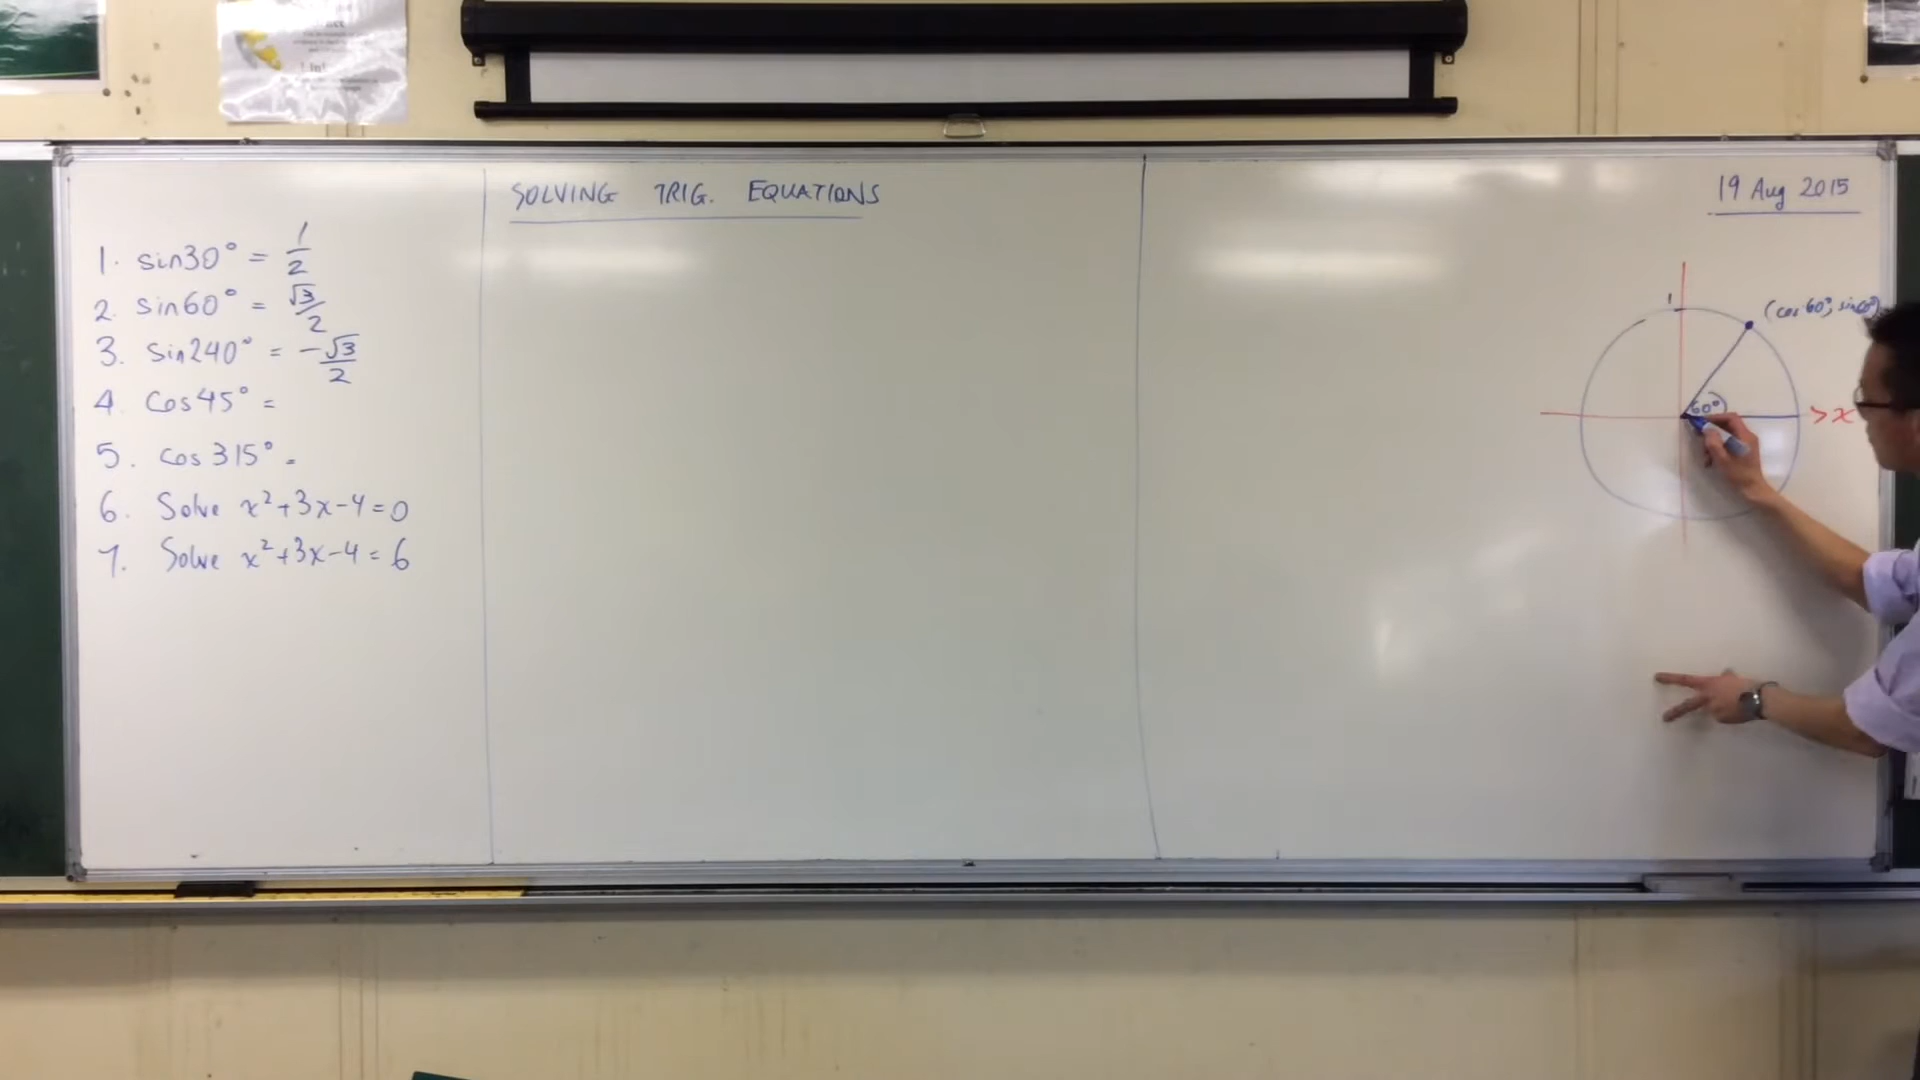 SOLVING TRIG. EQUATIONS
19 Aug 2015
1. sin30° = 1/2
2. sin60° = √3/2
3. sin240° = -√3/2
4. cos45° =
5. cos315° =
6. Solve x²+3x-4=0
7. Solve x²+3x-4=6
1
(cos60°, sin60°)
60°
x